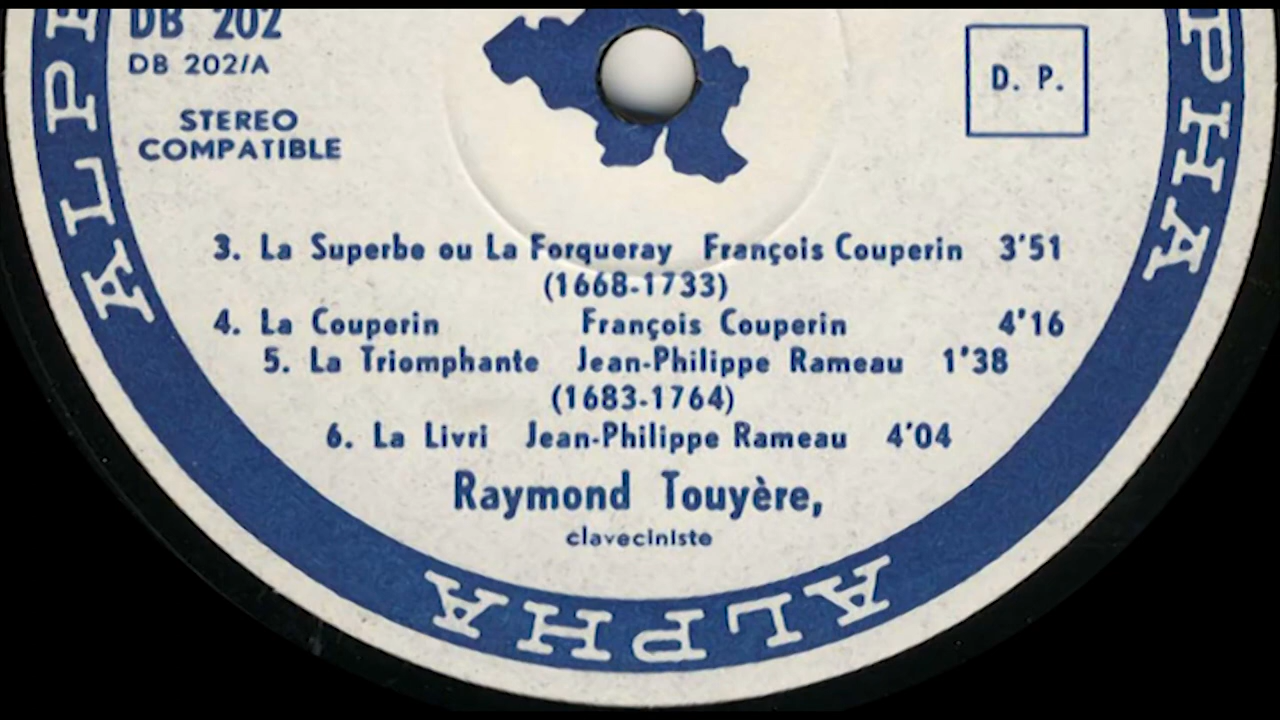 DB 202
DB 202/A
D. P.
STEREO
COMPATIBLE
3. La Superbe ou La Forqueray François Couperin 3'51
(1668-1733)
4. La Couperin François Couperin 4'16
5. La Triomphante Jean-Philippe Rameau 1'38
(1683-1764)
6. La Livri Jean-Philippe Rameau 4'04
Raymond Touyère,
claveciniste
ALPHA